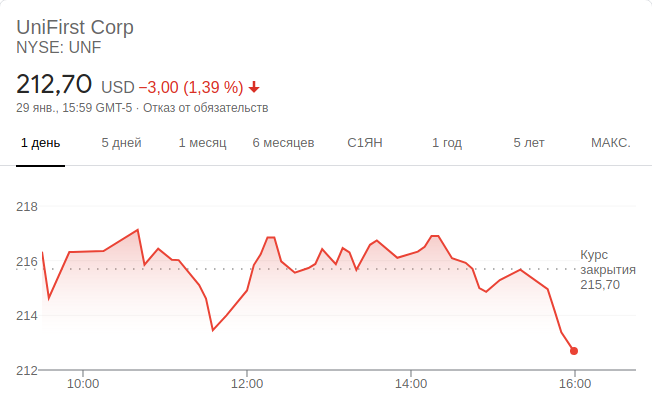 UniFirst Corp
NYSE: UNF
212,70 USD −3,00 (1,39 %)
29 янв., 15:59 GMT-5 · Отказ от обязательств
1 день 5 дней 1 месяц 6 месяцев С1ЯН 1 год 5 лет МАКС.
218
216
214
212
Курс
закрытия
215,70
10:00 12:00 14:00 16:00